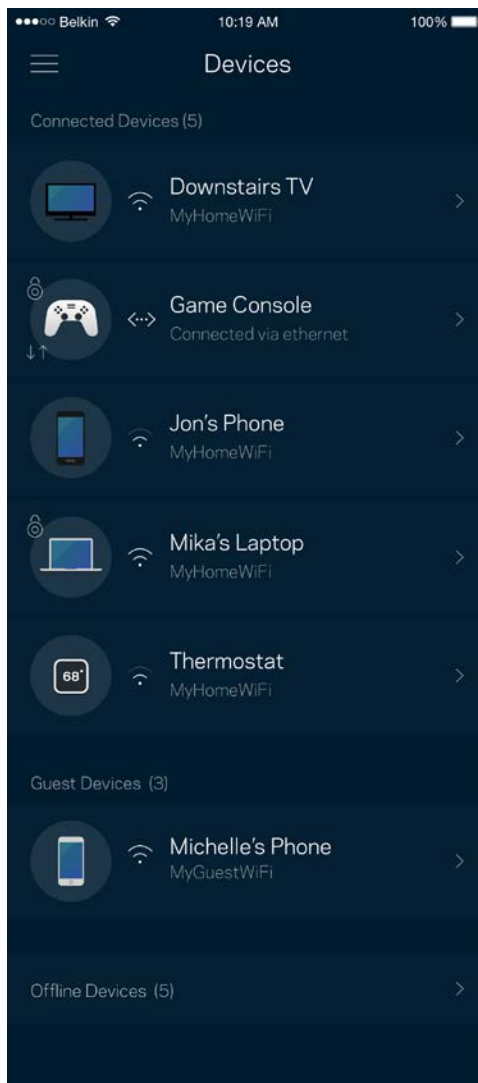 Belkin 10:19 AM 100%
Devices
Connected Devices (5)
Downstairs TV
MyHomeWiFi
Game Console
Connected via ethernet
Jon's Phone
MyHomeWiFi
Mika's Laptop
MyHomeWiFi
68°
Thermostat
MyHomeWiFi
Guest Devices (3)
Michelle's Phone
MyGuestWiFi
Offline Devices (5)